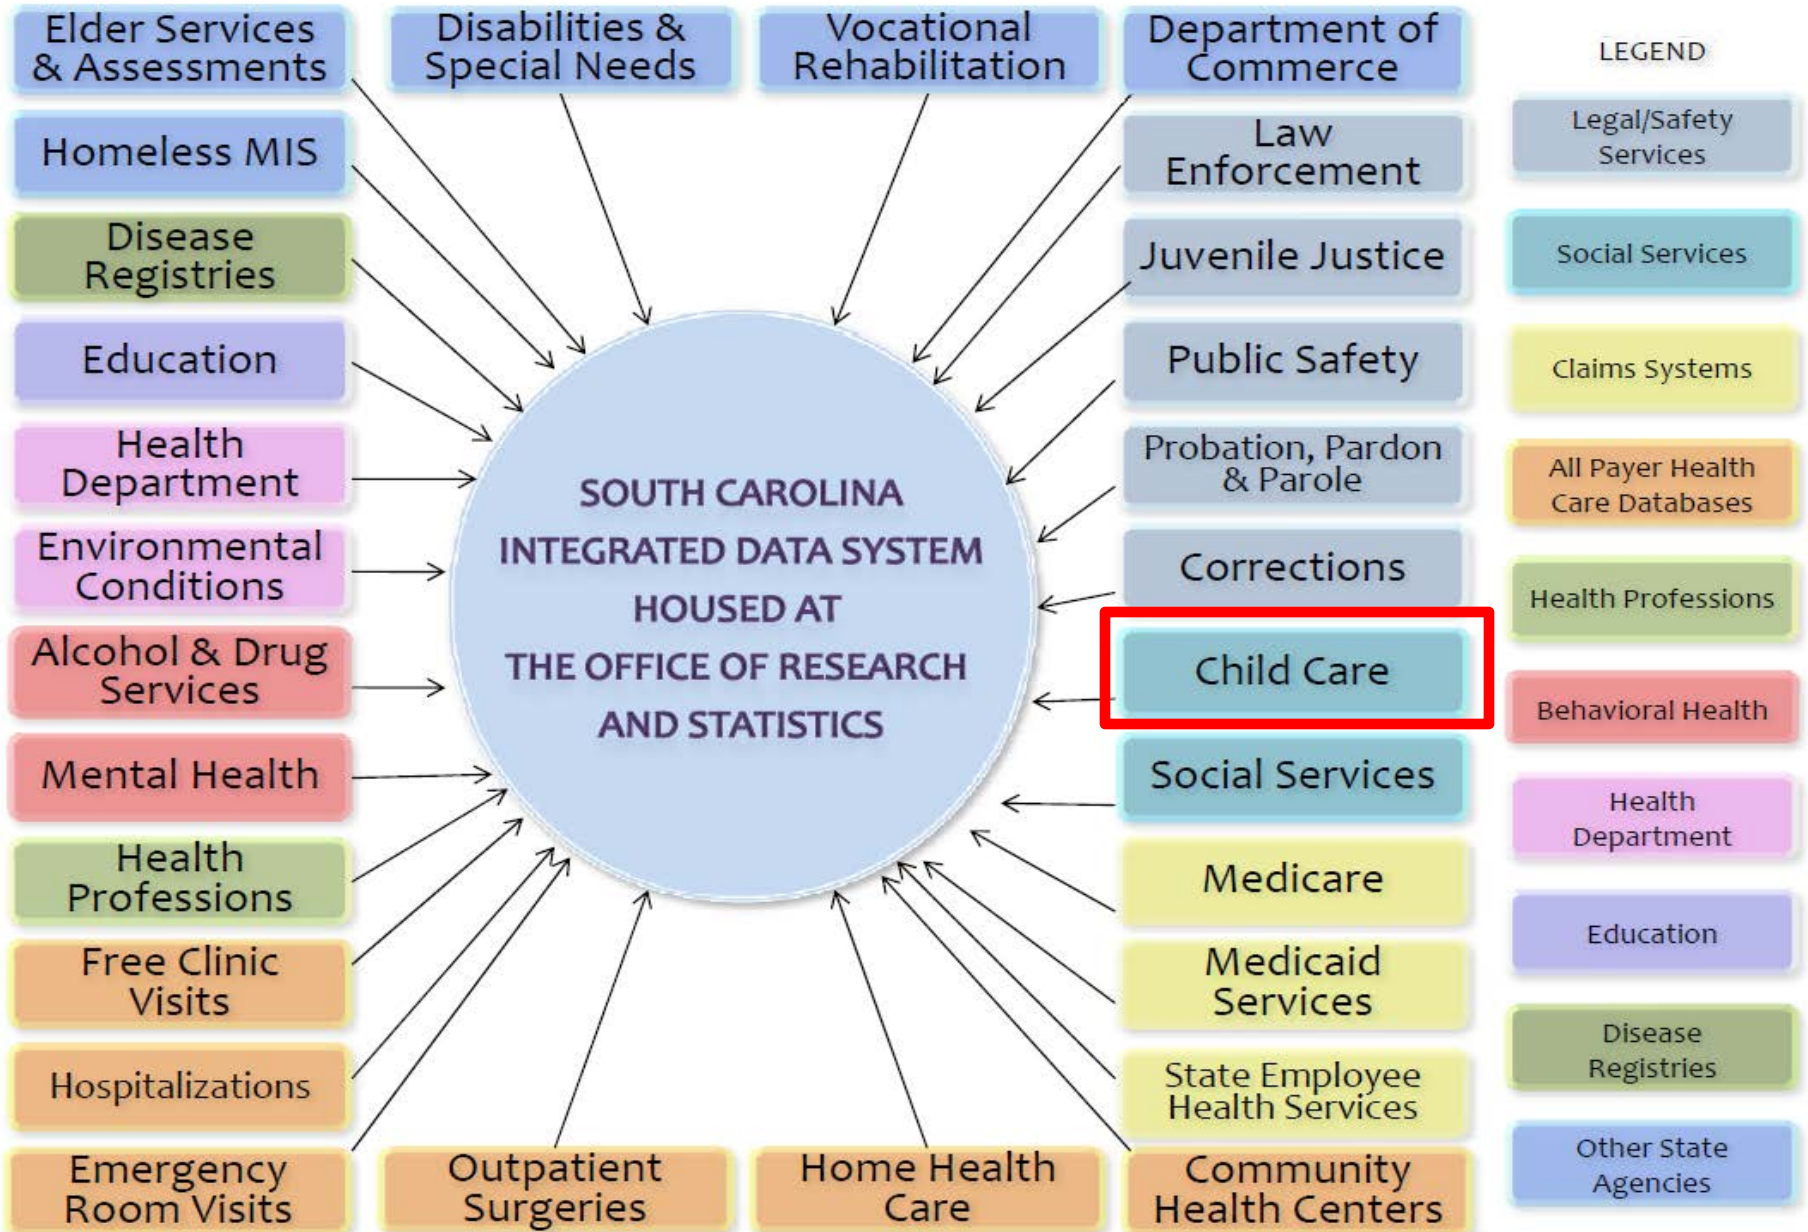 Elder Services
& Assessments
Disabilities &
Special Needs
Vocational
Rehabilitation
Department of
Commerce
Homeless MIS
Disease
Registries
Education
Health
Department
Environmental
Conditions
Alcohol & Drug
Services
Mental Health
Health
Professions
Free Clinic
Visits
Hospitalizations
Emergency
Room Visits
Outpatient
Surgeries
Home Health
Care
Community
Health Centers
SOUTH CAROLINA
INTEGRATED DATA SYSTEM
HOUSED AT
THE OFFICE OF RESEARCH
AND STATISTICS
Law
Enforcement
Juvenile Justice
Public Safety
Probation, Pardon
& Parole
Corrections
Child Care
Social Services
Medicare
Medicaid
Services
State Employee
Health Services
LEGEND
Legal/Safety
Services
Social Services
Claims Systems
All Payer Health
Care Databases
Health Professions
Behavioral Health
Health
Department
Education
Disease
Registries
Other State
Agencies